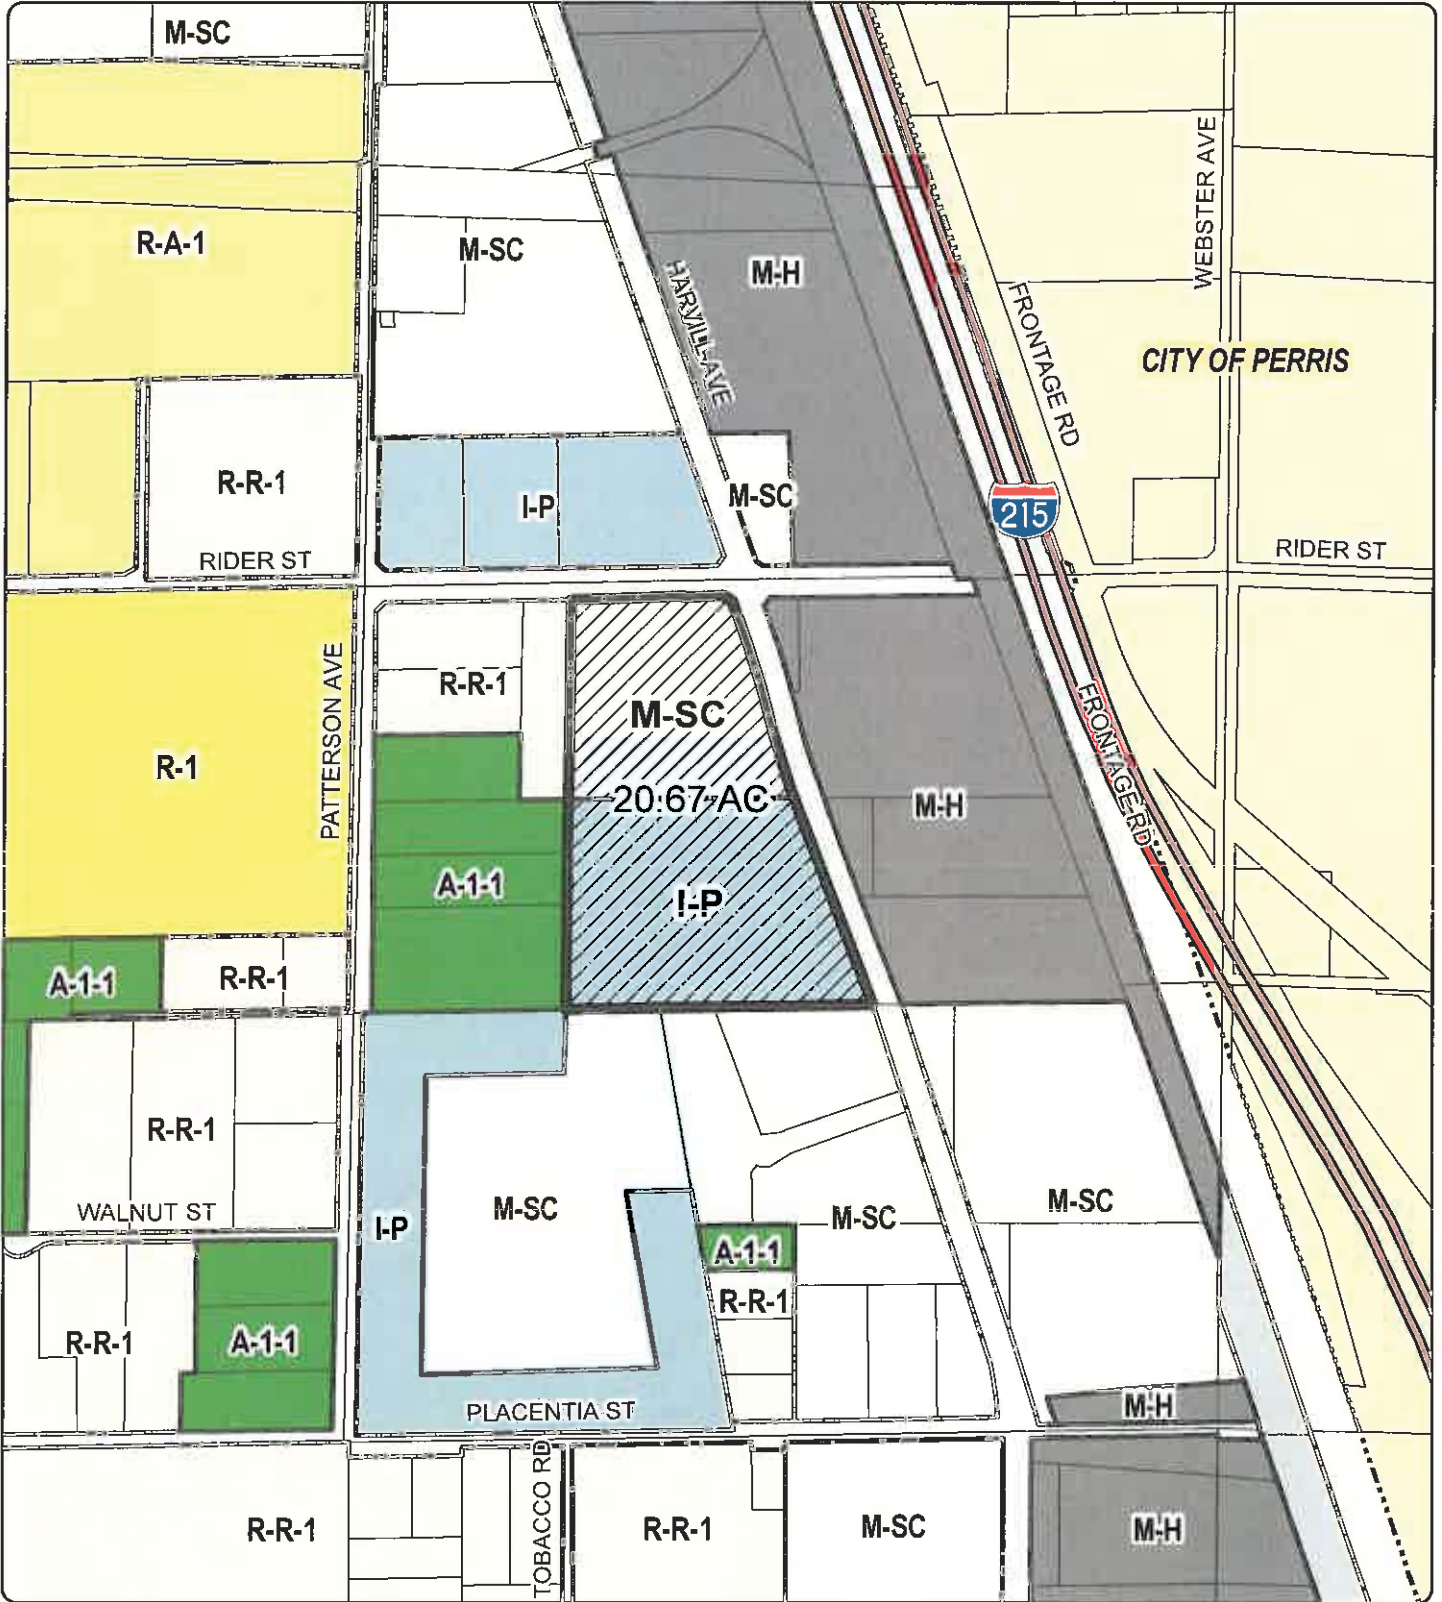 M-SC
R-A-1
M-SC
HARVILL AVE
M-H
WEBSTER AVE
FRONTAGE RD
CITY OF PERRIS
R-R-1
I-P
M-SC
215
RIDER ST
RIDER ST
PATTERSON AVE
R-R-1
M-SC
FRONTAGE RD
R-1
20.67 AC
M-H
A-1-1
I-P
A-1-1
R-R-1
R-R-1
WALNUT ST
I-P
M-SC
M-SC
M-SC
A-1-1
R-R-1
R-R-1
A-1-1
M-H
PLACENTIA ST
TOBACCO RD
R-R-1
R-R-1
M-SC
M-H